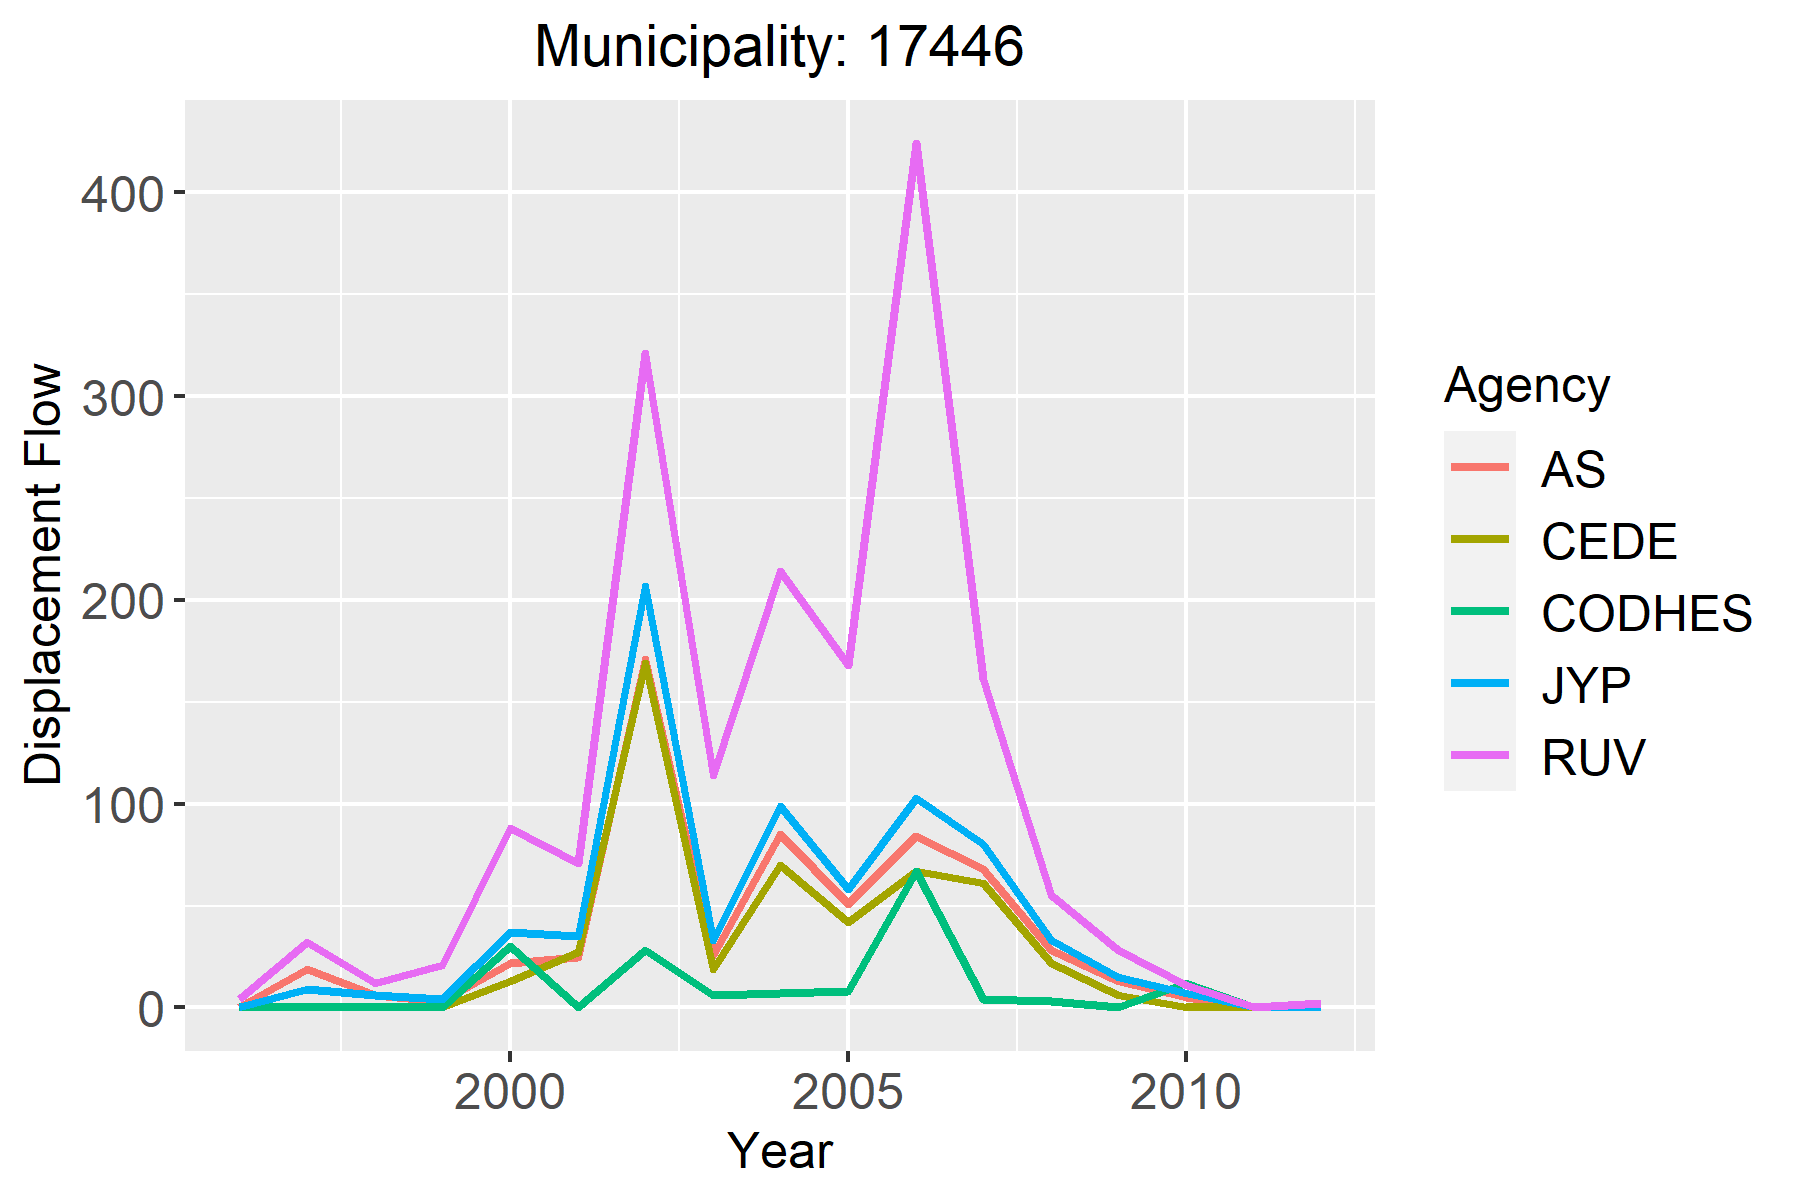 Municipality: 17446
Displacement Flow
400
300
200
100
0
2000
2005
2010
Year
Agency
AS
CEDE
CODHES
JYP
RUV